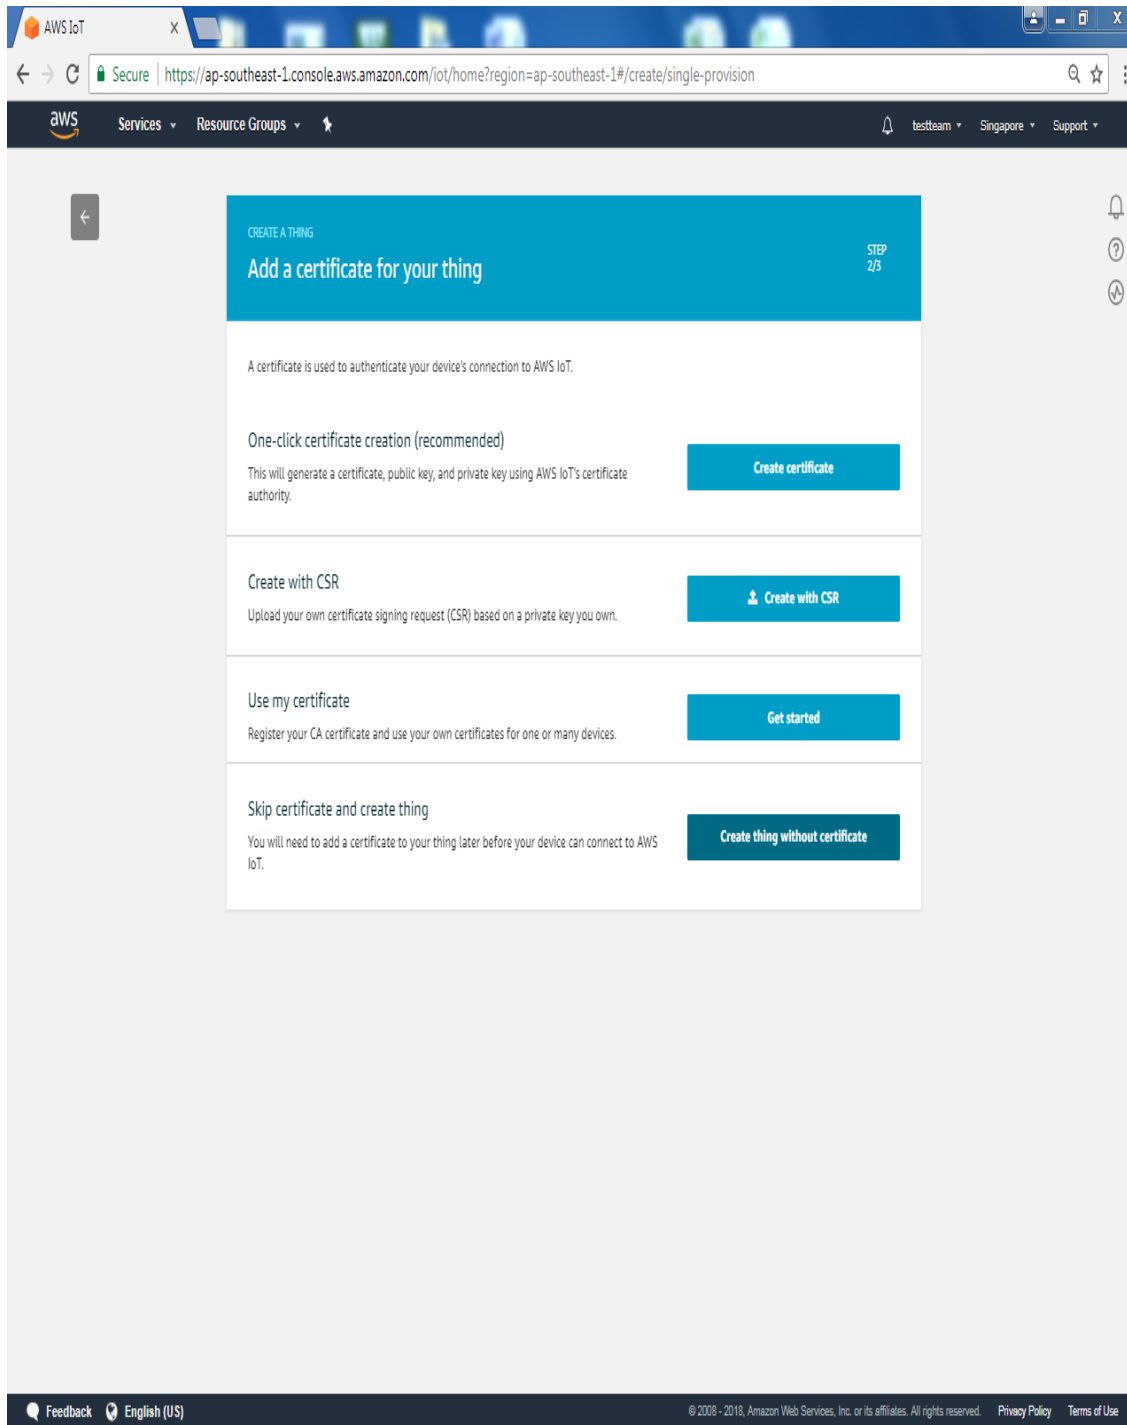 AWS IoT
Secure https://ap-southeast-1.console.aws.amazon.com/iot/home?region=ap-southeast-1#/create/single-provision
aws Services Resource Groups testteam Singapore Support
CREATE A THING
Add a certificate for your thing
STEP
2/3
A certificate is used to authenticate your device's connection to AWS IoT.
One-click certificate creation (recommended)
This will generate a certificate, public key, and private key using AWS IoT's certificate
authority.
Create certificate
Create with CSR
Upload your own certificate signing request (CSR) based on a private key you own.
Create with CSR
Use my certificate
Register your CA certificate and use your own certificates for one or many devices.
Get started
Skip certificate and create thing
You will need to add a certificate to your thing later before your device can connect to AWS
IoT.
Create thing without certificate
Feedback English (US) © 2008 - 2018, Amazon Web Services, Inc. or its affiliates. All rights reserved. Privacy Policy Terms of Use